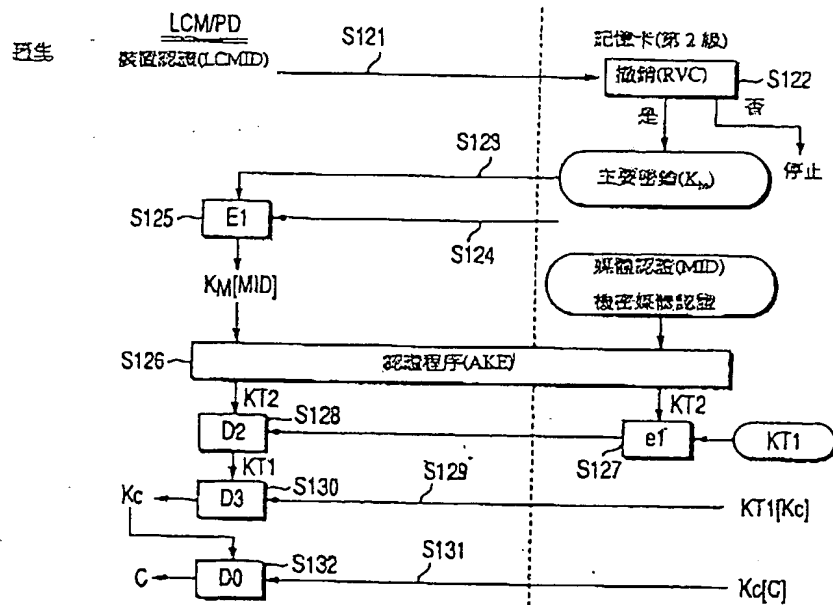 再生
LCM/PD
裝置認證(LCMID)
S121
記憶卡(第2級)
撤銷(RVC)
S122
是
否
停止
S123
主要密鑰(KM)
S125
E1
S124
KM[MID]
媒體認證(MID)
機密媒體認證
S126
認證程序(AKE)
KT2
KT2
S128
D2
e1
KT1
S127
KT1
S129
S130
Kc
D3
KT1[Kc]
S131
S132
C
D0
Kc[C]